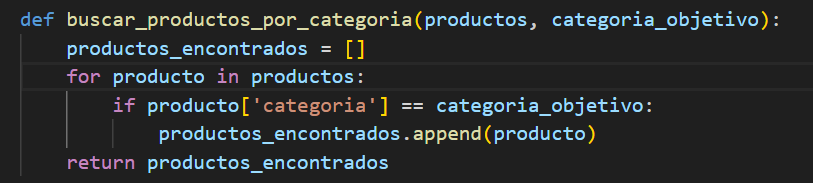 def buscar_productos_por_categoria(productos, categoria_objetivo):
    productos_encontrados = []
    for producto in productos:
        if producto['categoria'] == categoria_objetivo:
            productos_encontrados.append(producto)
    return productos_encontrados